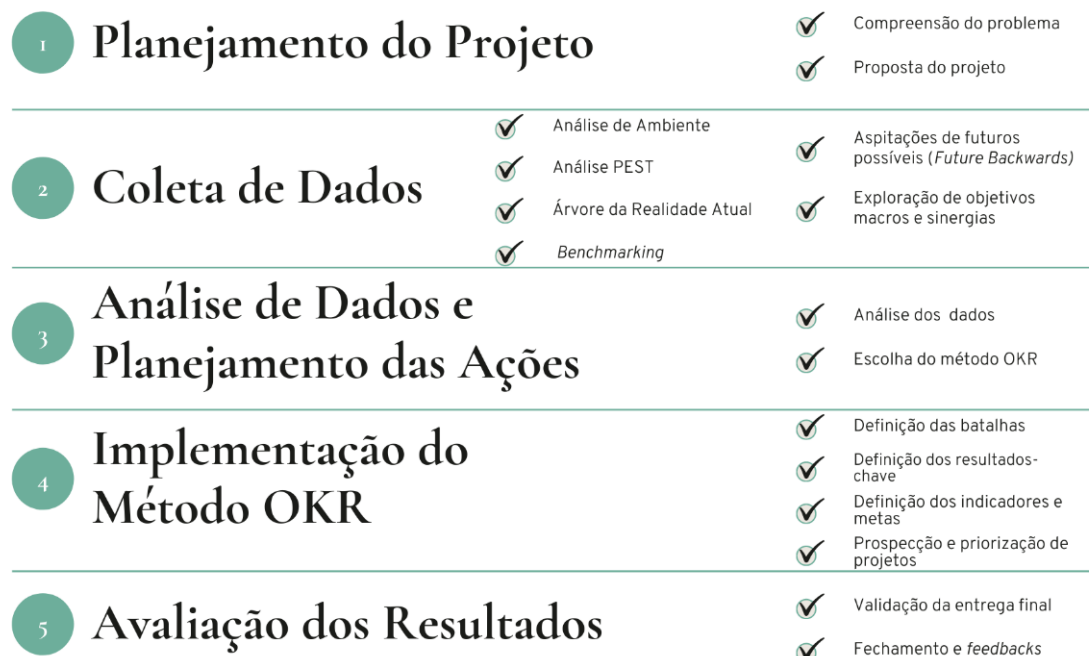 1
Planejamento do Projeto
Compreensão do problema
Proposta do projeto
2
Coleta de Dados
Análise de Ambiente
Análise PEST
Árvore da Realidade Atual
Benchmarking
Aspitações de futuros
possíveis (Future Backwards)
Exploração de objetivos
macros e sinergias
3
Análise de Dados e
Planejamento das Ações
Análise dos dados
Escolha do método OKR
4
Implementação do
Método OKR
Definição das batalhas
Definição dos resultados-
chave
Definição dos indicadores e
metas
Prospecção e priorização de
projetos
5
Avaliação dos Resultados
Validação da entrega final
Fechamento e feedbacks